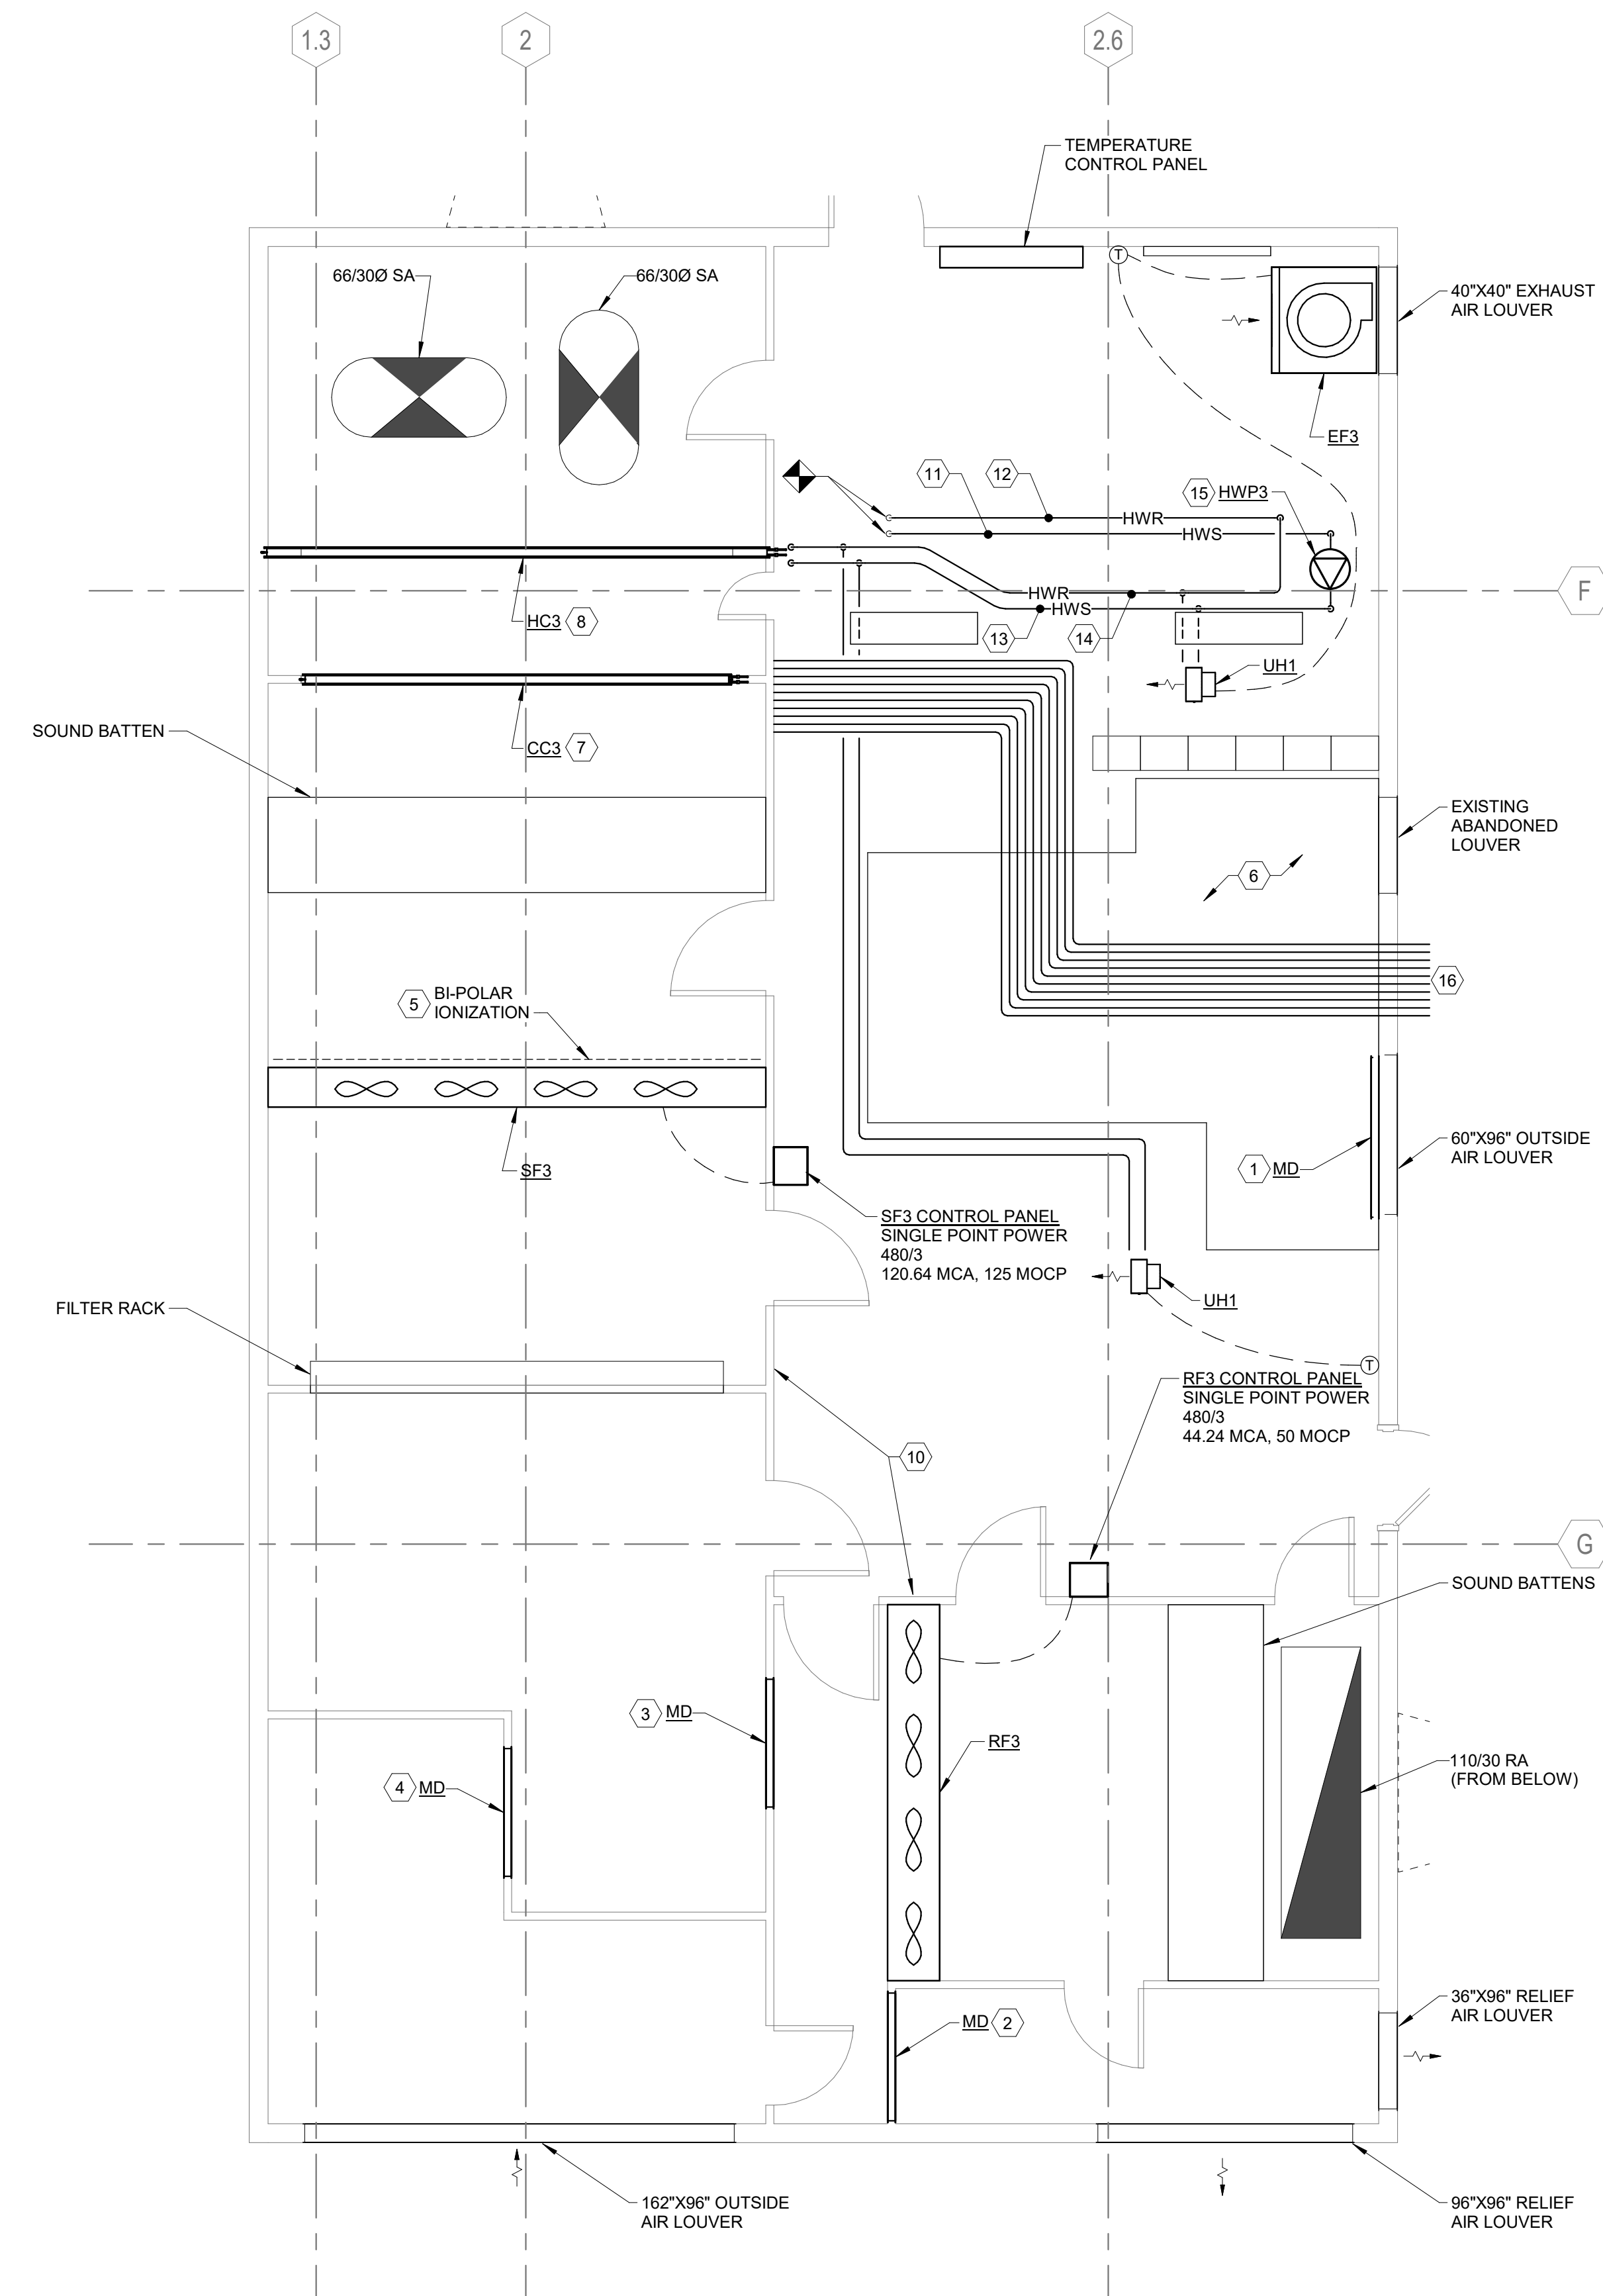 1.3
2
2.6
TEMPERATURE
CONTROL PANEL
66/30Ø SA
66/30Ø SA
T
40"X40" EXHAUST
AIR LOUVER
EF3
11
12
15 HWP3
HWR
HWS
F
HWR
HWS
HC3 8
13
14
UH1
SOUND BATTEN
CC3 7
EXISTING
ABANDONED
LOUVER
6
16
5
BI-POLAR
IONIZATION
60"X96" OUTSIDE
AIR LOUVER
1 MD
SF3
SF3 CONTROL PANEL
SINGLE POINT POWER
480/3
120.64 MCA, 125 MOCP
UH1
FILTER RACK
T
RF3 CONTROL PANEL
SINGLE POINT POWER
480/3
44.24 MCA, 50 MOCP
10
G
SOUND BATTENS
3 MD
RF3
110/30 RA
(FROM BELOW)
4 MD
36"X96" RELIEF
AIR LOUVER
MD 2
162"X96" OUTSIDE
AIR LOUVER
96"X96" RELIEF
AIR LOUVER